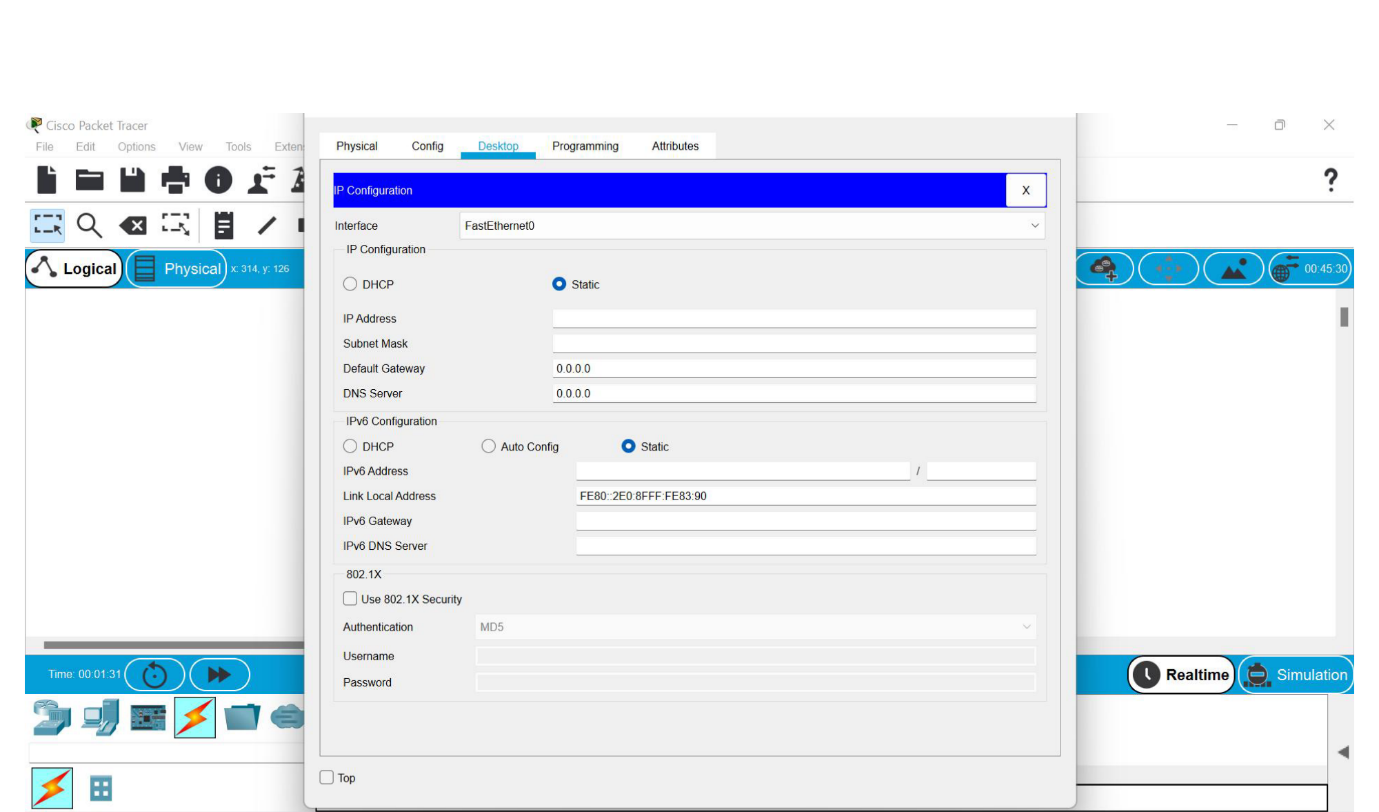 Cisco Packet Tracer
File Edit Options View Tools Exten
Physical Config Desktop Programming Attributes
?
IP Configuration X
Interface FastEthernet0
Logical Physical x: 314, y: 126
00:45:30
IP Configuration
DHCP Static
IP Address
Subnet Mask
Default Gateway 0.0.0.0
DNS Server 0.0.0.0
IPv6 Configuration
DHCP Auto Config Static
IPv6 Address /
Link Local Address FE80::2E0:8FFF:FE83:90
IPv6 Gateway
IPv6 DNS Server
802.1X
Use 802.1X Security
Authentication MD5
Username
Password
Time: 00:01:31
Realtime Simulation
Top